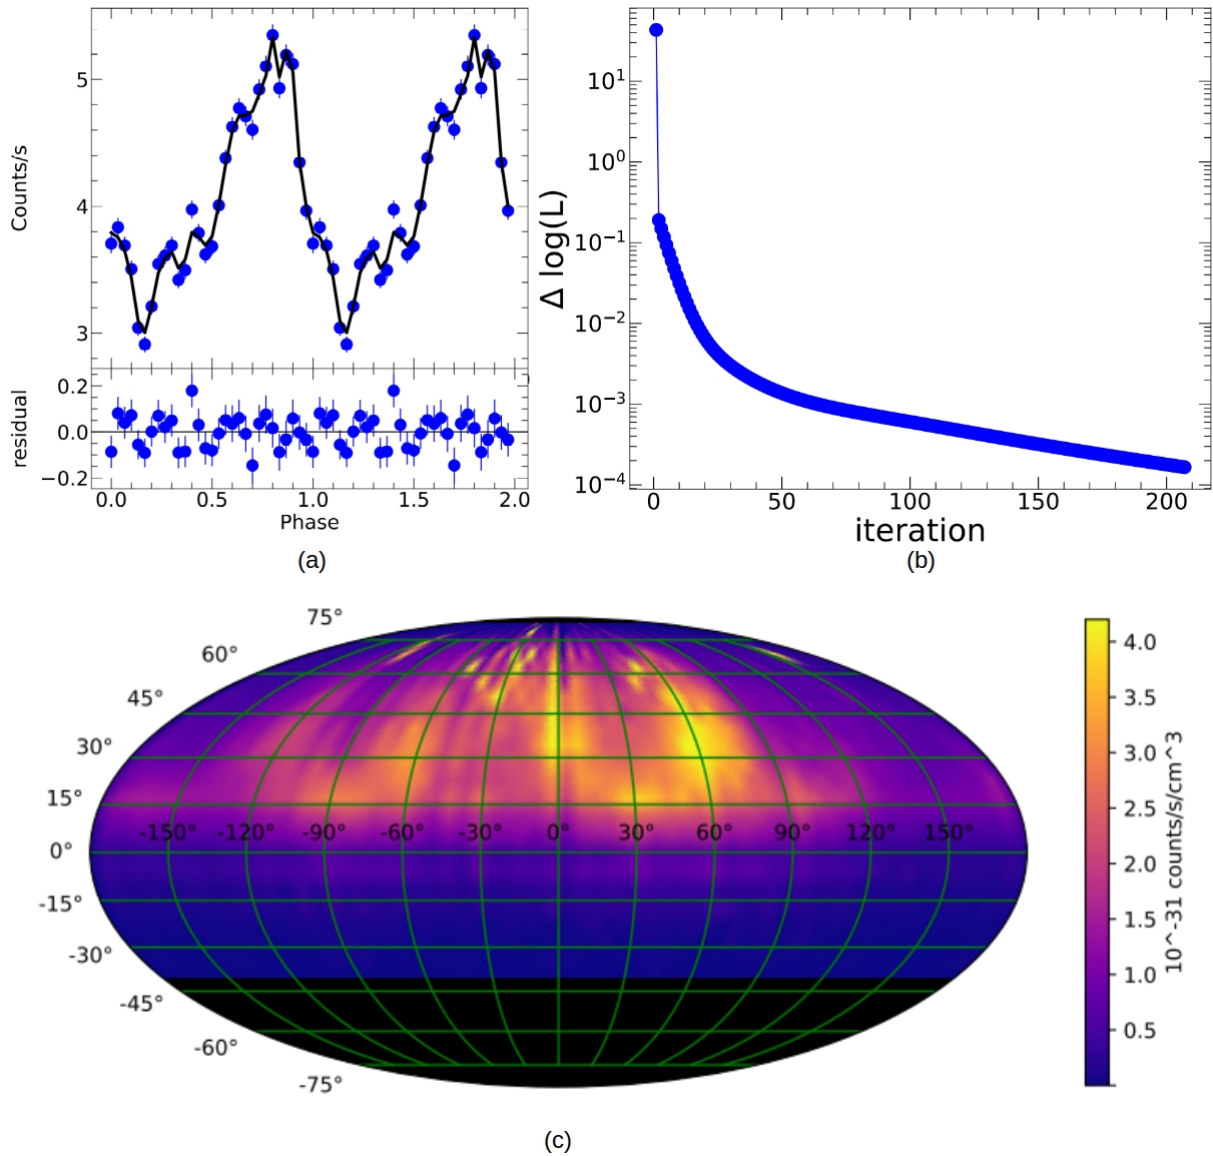 5
4
3
Counts/s
0.2
0.0
−0.2
residual
0.0 0.5 1.0 1.5 2.0
Phase
(a)
10^1
10^0
10^−1
10^−2
10^−3
10^−4
Δ log(L)
0 50 100 150 200
iteration
(b)
75°
60°
45°
30°
15°
0°
-15°
-30°
-45°
-60°
-75°
-150° -120° -90° -60° -30° 0° 30° 60° 90° 120° 150°
4.0
3.5
3.0
2.5
2.0
1.5
1.0
0.5
10^-31 counts/s/cm^3
(c)